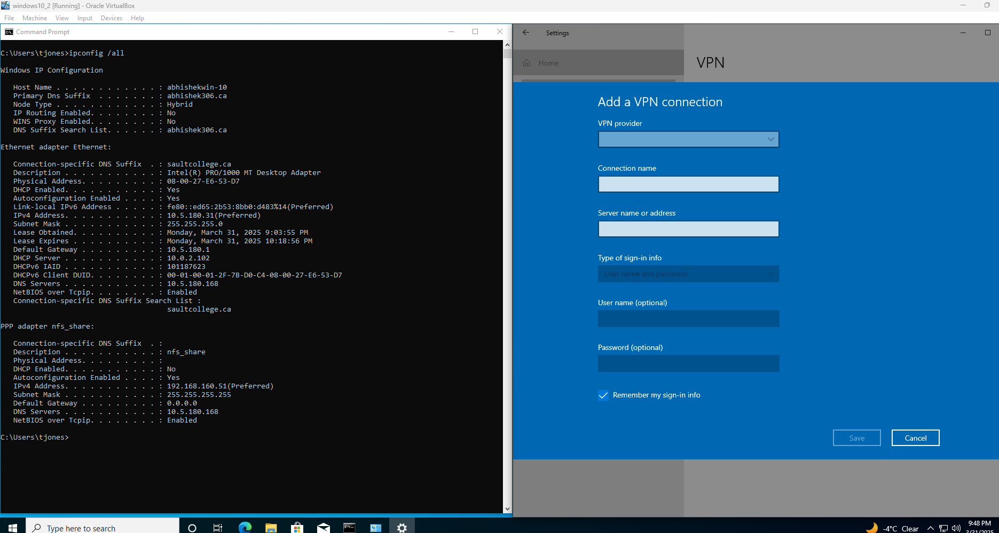 windows10_2 [Running] - Oracle VirtualBox
File Machine View Input Devices Help
Command Prompt
C:\Users\tjones>ipconfig /all
Windows IP Configuration
Host Name . . . . . . . . . . . . : abhishekwin-10
Primary Dns Suffix . . . . . . . : abhishek306.ca
Node Type . . . . . . . . . . . . : Hybrid
IP Routing Enabled. . . . . . . . : No
WINS Proxy Enabled. . . . . . . . : No
DNS Suffix Search List. . . . . . : abhishek306.ca
Ethernet adapter Ethernet:
Connection-specific DNS Suffix . : saultcollege.ca
Description . . . . . . . . . . . : Intel(R) PRO/1000 MT Desktop Adapter
Physical Address. . . . . . . . . : 08-00-27-E6-53-D7
DHCP Enabled. . . . . . . . . . . : Yes
Autoconfiguration Enabled . . . . : Yes
Link-local IPv6 Address . . . . . : fe80::ed65:2b53:8bb0:d483%14(Preferred)
IPv4 Address. . . . . . . . . . . : 10.5.180.31(Preferred)
Subnet Mask . . . . . . . . . . . : 255.255.255.0
Lease Obtained. . . . . . . . . . : Monday, March 31, 2025 9:03:55 PM
Lease Expires . . . . . . . . . . : Monday, March 31, 2025 10:18:56 PM
Default Gateway . . . . . . . . . : 10.5.180.1
DHCP Server . . . . . . . . . . . : 10.0.2.102
DHCPv6 IAID . . . . . . . . . . . : 101187623
DHCPv6 Client DUID. . . . . . . . : 00-01-00-01-2F-7B-D0-C4-08-00-27-E6-53-D7
DNS Servers . . . . . . . . . . . : 10.5.180.168
NetBIOS over Tcpip. . . . . . . . : Enabled
Connection-specific DNS Suffix Search List :
saultcollege.ca
PPP adapter nfs_share:
Connection-specific DNS Suffix . :
Description . . . . . . . . . . . : nfs_share
Physical Address. . . . . . . . . :
DHCP Enabled. . . . . . . . . . . : No
Autoconfiguration Enabled . . . . : Yes
IPv4 Address. . . . . . . . . . . : 192.168.160.51(Preferred)
Subnet Mask . . . . . . . . . . . : 255.255.255.255
Default Gateway . . . . . . . . . : 0.0.0.0
DNS Servers . . . . . . . . . . . : 10.5.180.168
NetBIOS over Tcpip. . . . . . . . : Enabled
C:\Users\tjones>
Settings
Home
VPN
Add a VPN connection
VPN provider
Connection name
Server name or address
Type of sign-in info
User name and password
User name (optional)
Password (optional)
Remember my sign-in info
Save Cancel
Type here to search
-4°C Clear
9:48 PM
3/31/2025